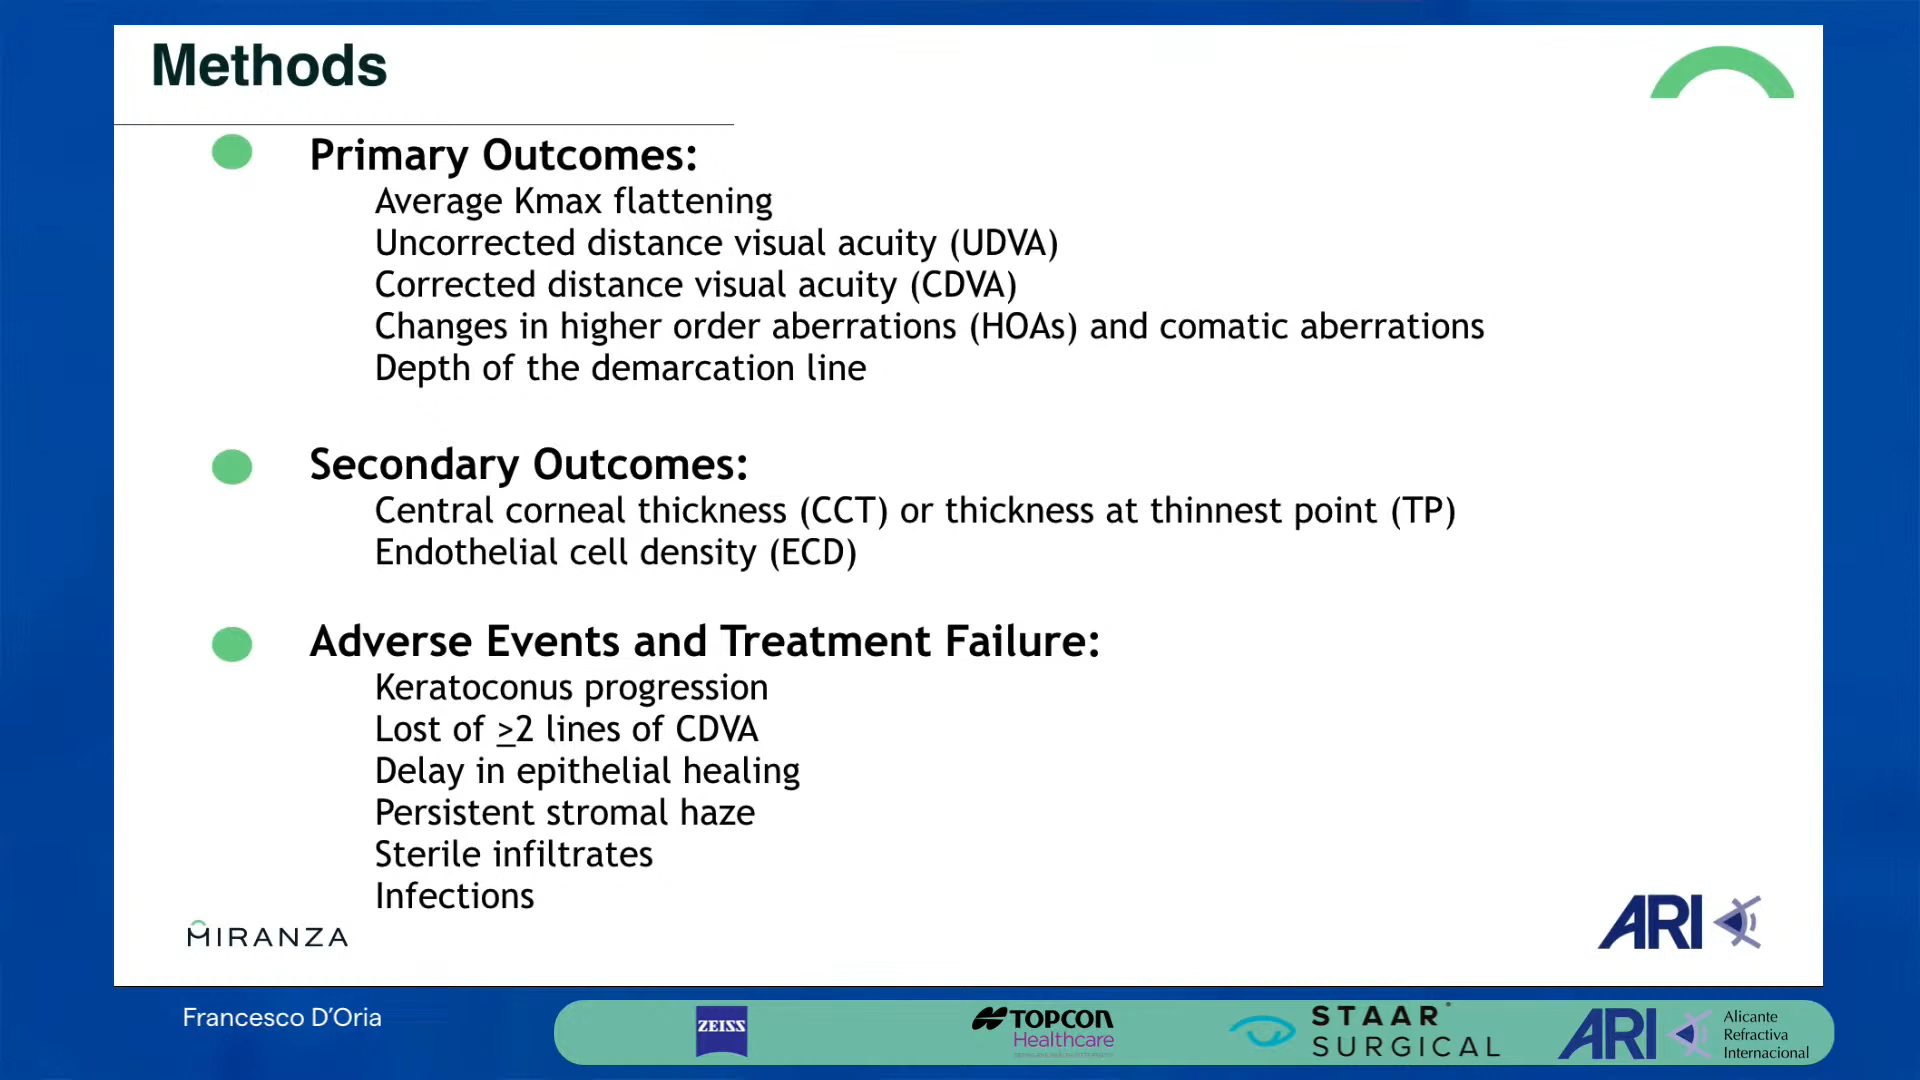 Methods
Primary Outcomes:
Average Kmax flattening
Uncorrected distance visual acuity (UDVA)
Corrected distance visual acuity (CDVA)
Changes in higher order aberrations (HOAs) and comatic aberrations
Depth of the demarcation line
Secondary Outcomes:
Central corneal thickness (CCT) or thickness at thinnest point (TP)
Endothelial cell density (ECD)
Adverse Events and Treatment Failure:
Keratoconus progression
Lost of >2 lines of CDVA
Delay in epithelial healing
Persistent stromal haze
Sterile infiltrates
Infections
MIRANZA
ARI
Francesco D'Oria
ZEISS
TOPCON
Healthcare
STAAR
SURGICAL
ARI
Alicante
Refractiva
Internacional